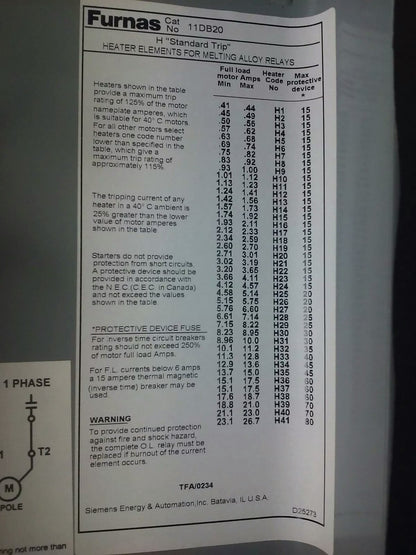 Furnas Cat No 11DB20
H "Standard Trip"
HEATER ELEMENTS FOR MELTING ALLOY RELAYS
Heaters shown in the table
provide a maximum trip
rating of 125% of the motor
nameplate amperes, which
is suitable for 40° C motors.
For all other motors select
heaters one code number
lower than specified in the
table, which give a
maximum trip rating of
approximately 115%.
The tripping current of any
heater in a 40° C ambient is
25% greater than the lower
value of motor amperes
shown in the table.
Starters do not provide
protection from short circuits.
A protective device should be
provided in accordance with
the N.E.C.(C.E.C. in Canada)
and not exceed the values
shown in the table.
*PROTECTIVE DEVICE FUSE
For inverse time circuit breakers
rating should not exceed 250%
of motor full load Amps.
For F.L. currents below 6 amps
a 15 ampere thermal magnetic
(inverse time) breaker may be
used.
WARNING
To provide continued protection
against fire and shock hazard,
the complete O.L. relay must be
replaced if burnout of the current
element occurs.
Full load motor Amps Min Max
Heater Code No
Max protective device *
.41 .44 H1 15
.45 .49 H2 15
.50 .56 H3 15
.57 .62 H4 15
.63 .68 H5 15
.69 .74 H6 15
.75 .82 H7 15
.83 .92 H8 15
.93 1.00 H9 15
1.01 1.12 H10 15
1.13 1.23 H11 15
1.24 1.41 H12 15
1.42 1.56 H13 15
1.57 1.73 H14 15
1.74 1.92 H15 15
1.93 2.11 H16 15
2.12 2.33 H17 15
2.34 2.59 H18 15
2.60 2.70 H19 15
2.71 3.01 H20 15
3.02 3.19 H21 15
3.20 3.65 H22 15
3.66 4.11 H23 15
4.12 4.57 H24 15
4.58 5.14 H25 20
5.15 5.75 H26 20
5.76 6.60 H27 20
6.61 7.14 H28 25
7.15 8.22 H29 25
8.23 8.95 H30 30
8.96 10.0 H31 30
10.1 11.2 H32 35
11.3 12.8 H33 40
12.9 13.6 H34 45
13.7 15.0 H35 45
15.1 17.5 H36 60
15.1 17.5 H37 60
17.6 18.7 H38 60
18.8 21.0 H39 70
21.1 23.0 H40 70
23.1 26.7 H41 80
TFA/0234
Siemens Energy & Automation,Inc. Batavia, IL U.S.A.
D25273
1 PHASE
1
T2
M
POLE
ring not more than